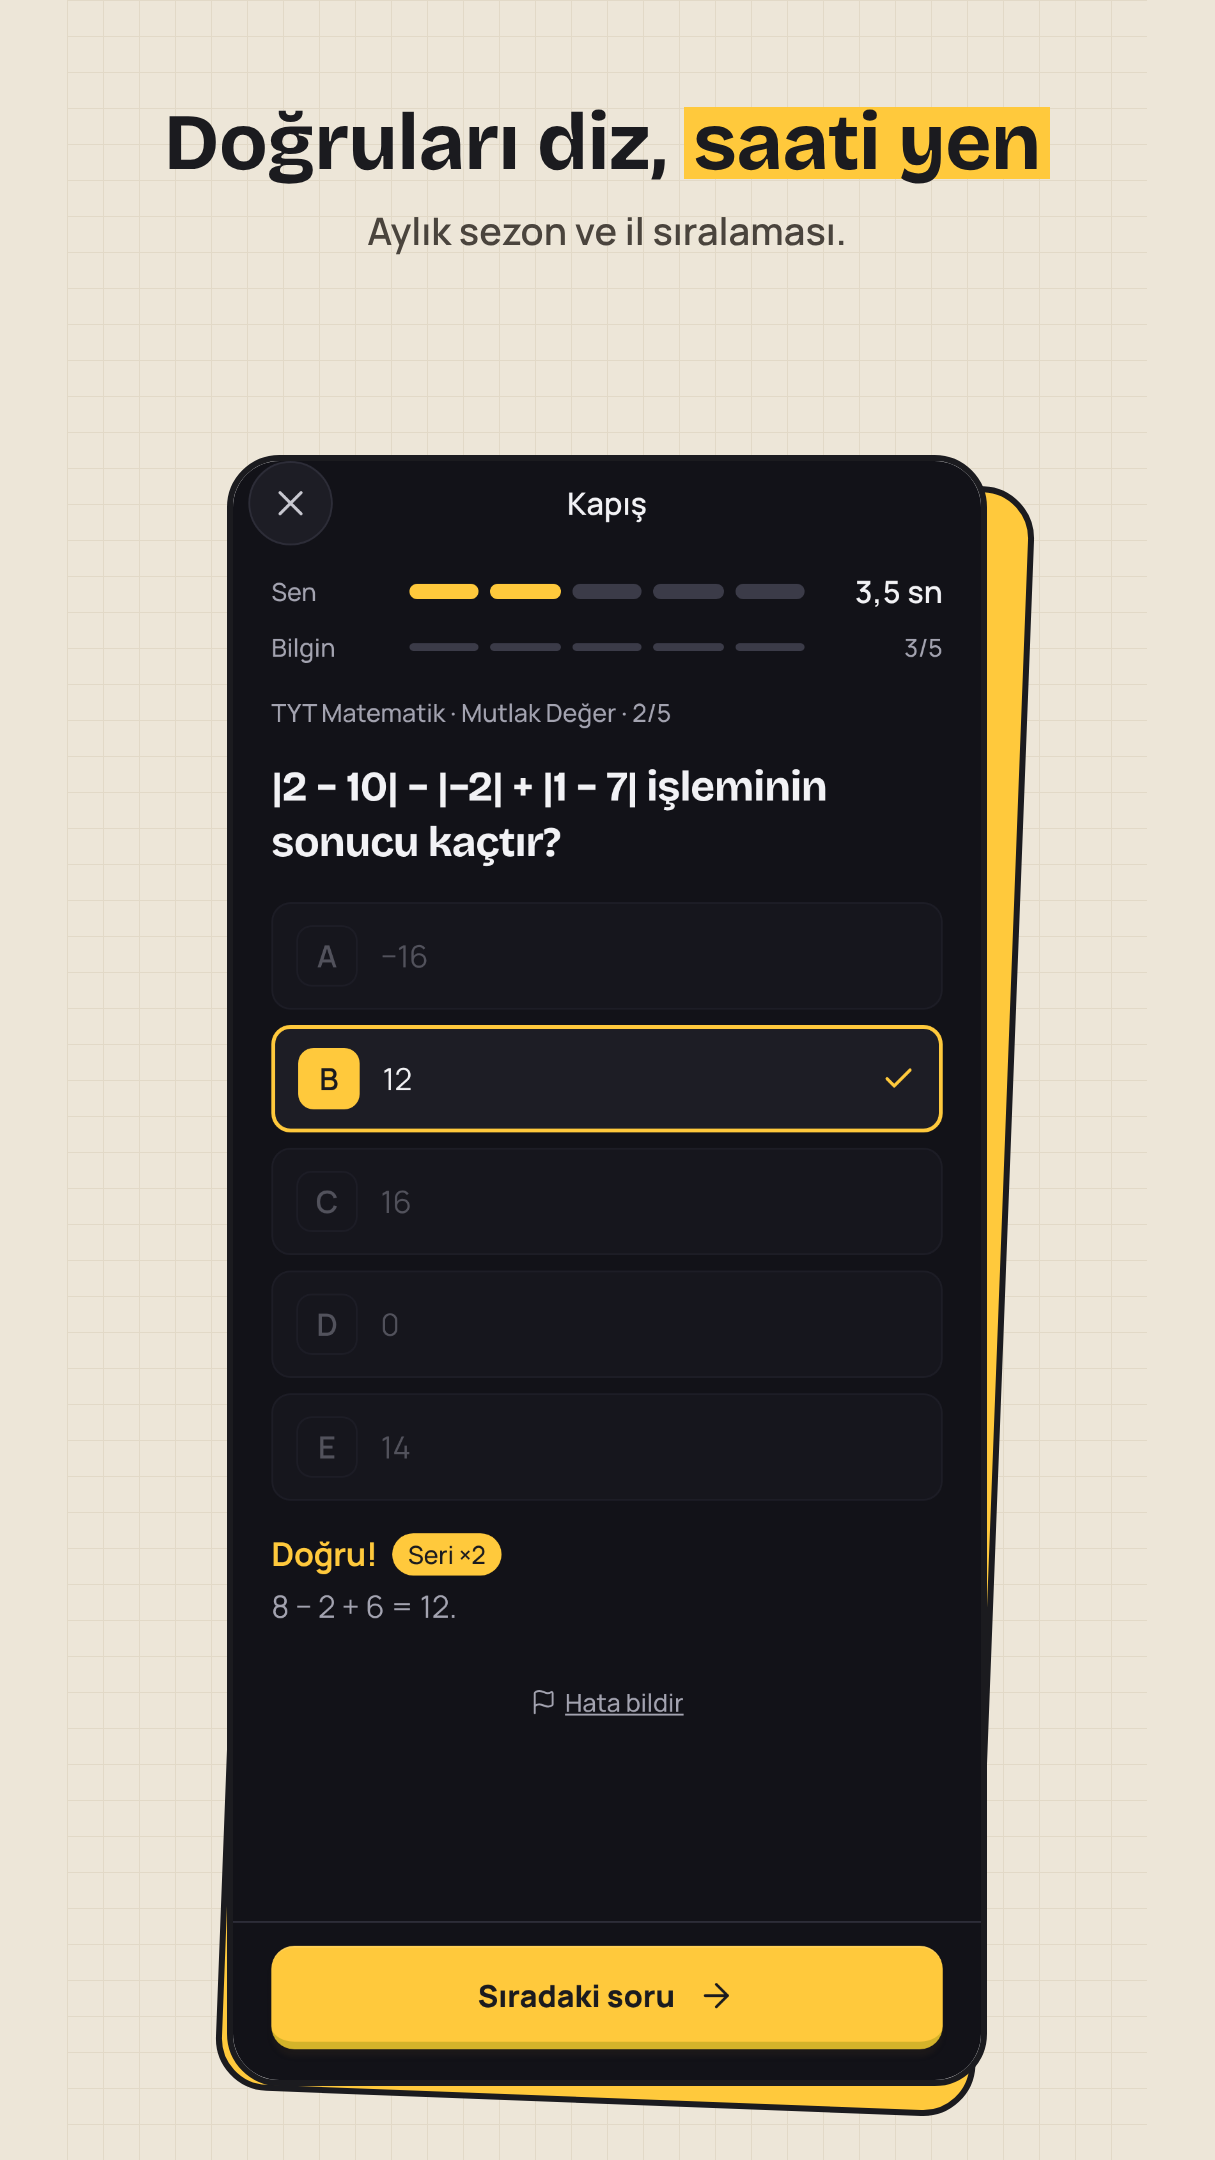 Doğruları diz, saati yen
Aylık sezon ve il sıralaması.
Kapış
Sen 3,5 sn
Bilgin 3/5
TYT Matematik · Mutlak Değer · 2/5
|2 − 10| − |−2| + |1 − 7| işleminin
sonucu kaçtır?
A −16
B 12
C 16
D 0
E 14
Doğru! Seri ×2
8 − 2 + 6 = 12.
Hata bildir
Sıradaki soru